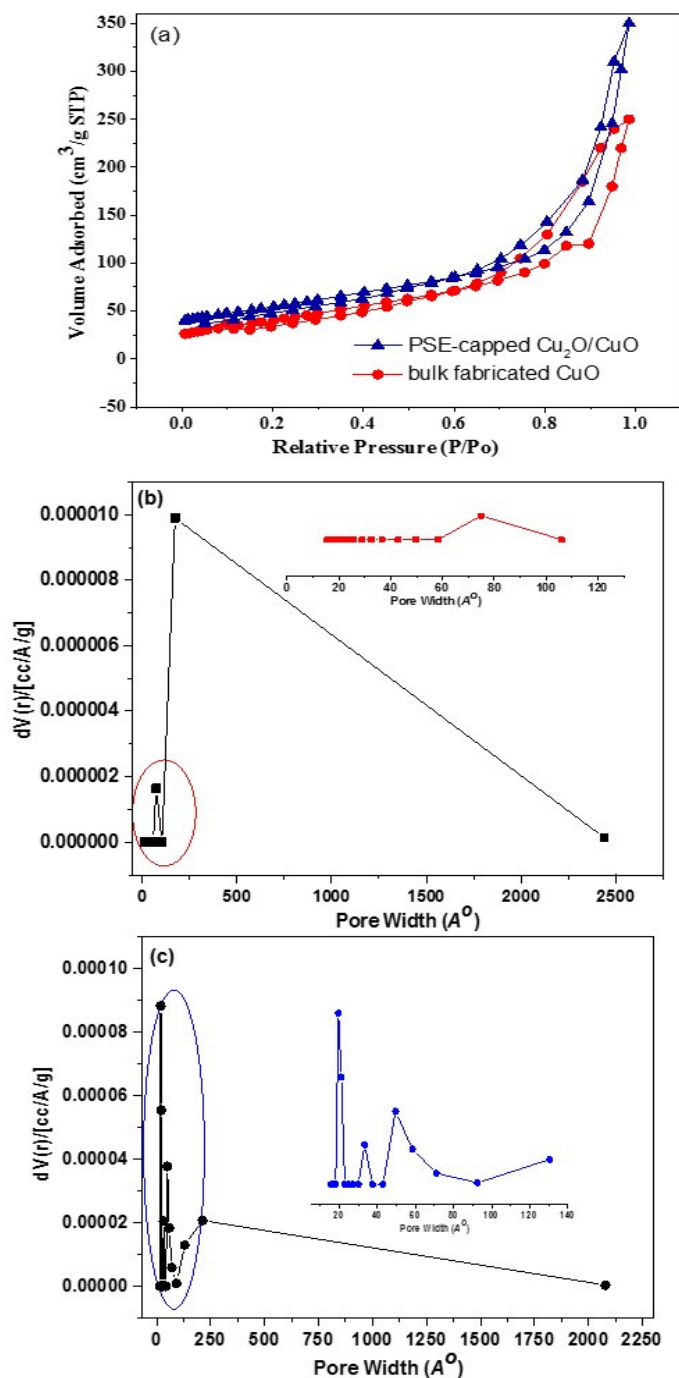 (a)
350
300
250
200
150
100
50
0
-50
Volume Adsorbed (cm³/g STP)
PSE-capped Cu₂O/CuO
bulk fabricated CuO
0.0 0.2 0.4 0.6 0.8 1.0
Relative Pressure (P/Po)
(b)
0.000010
0.000008
0.000006
0.000004
0.000002
0.000000
dV(r)/[cc/A/g]
0 20 40 60 80 100 120
Pore Width (A⁰)
0 500 1000 1500 2000 2500
Pore Width (A⁰)
(c)
0.00010
0.00008
0.00006
0.00004
0.00002
0.00000
dV(r)/[cc/A/g]
20 40 60 80 100 120 140
Pore Width (A⁰)
0 250 500 750 1000 1250 1500 1750 2000 2250
Pore Width (A⁰)